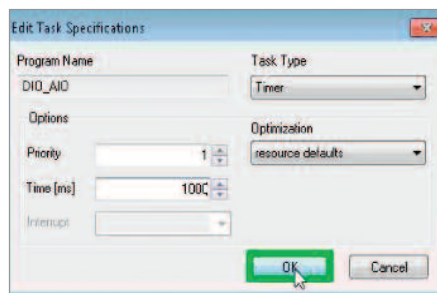 Edit Task Specifications
Program Name
Task Type
DIO_AIO
Timer
Options
Optimization
Priority
1
resource defaults
Time [ms]
1000
Interrupt
OK
Cancel